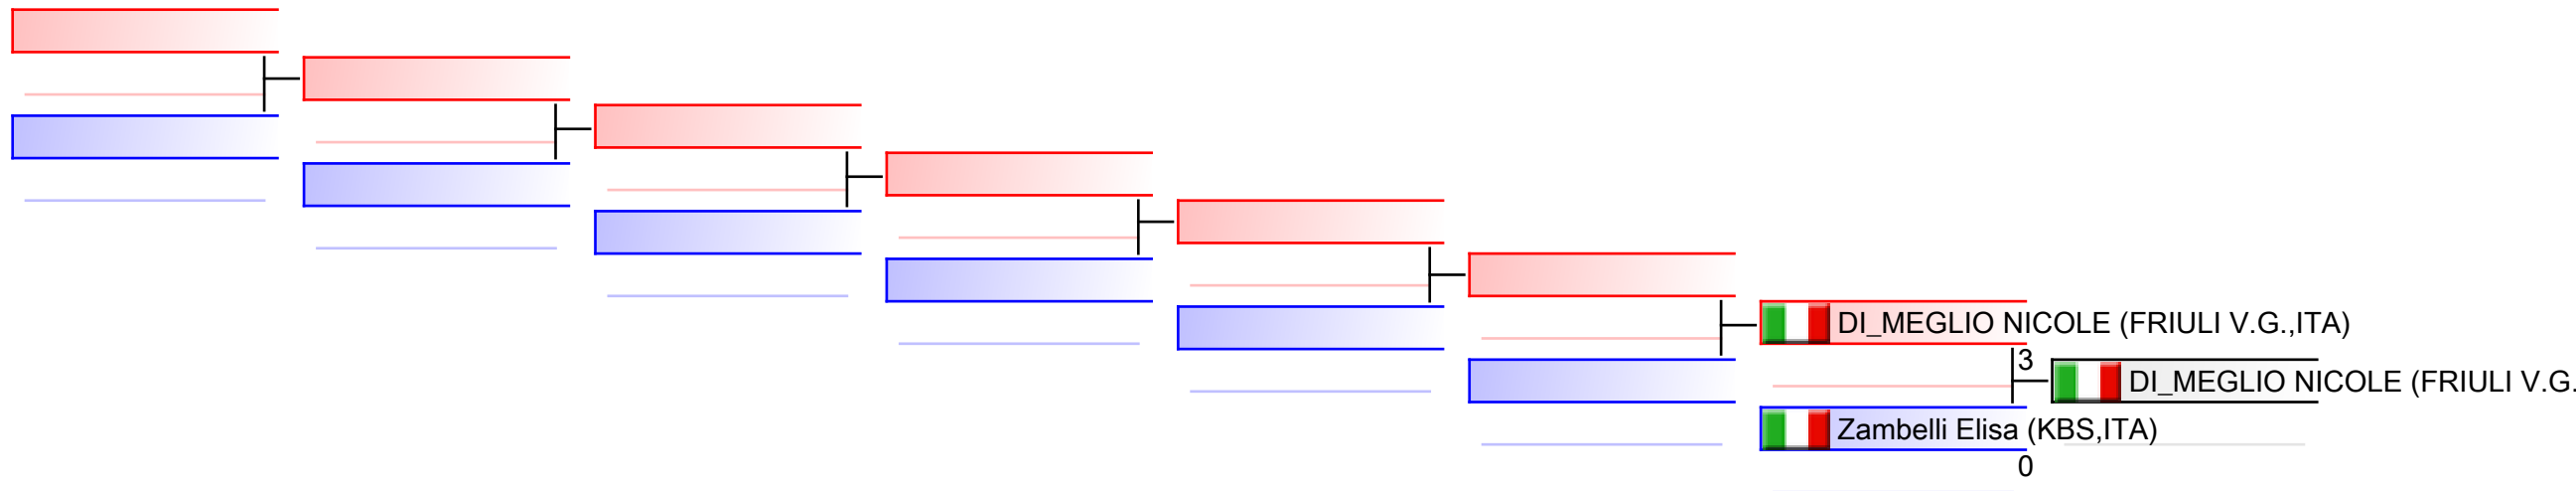 DI_MEGLIO NICOLE (FRIULI V.G.,ITA)
3
DI_MEGLIO NICOLE (FRIULI V.G.
Zambelli Elisa (KBS,ITA)
0